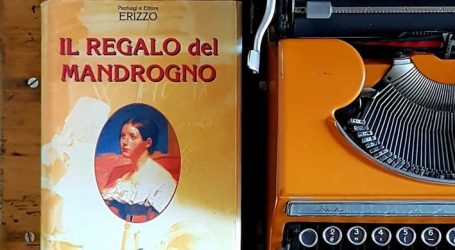 Pierluigi e Ettore
ERIZZO
IL REGALO del
MANDROGNO